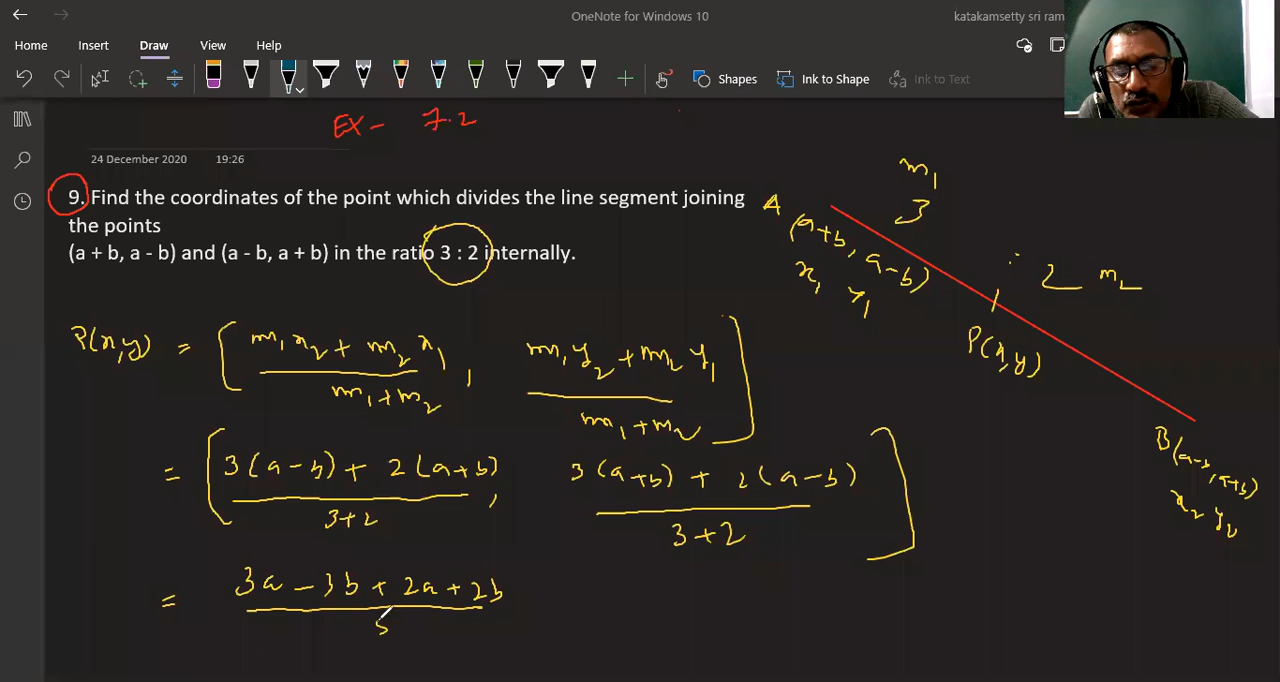 OneNote for Windows 10
katakamsetty sri ram
Home Insert Draw View Help
Shapes Ink to Shape Ink to Text
EX - 7.2
24 December 2020 19:26
9. Find the coordinates of the point which divides the line segment joining
the points
(a + b, a - b) and (a - b, a + b) in the ratio 3 : 2 internally.
m₁
3 : 2 m₂
A (a+b, a-b)
x₁ y₁
P(x,y)
B(a-b, a+b)
x₂ y₂
P(x,y) = [ (m₁x₂ + m₂x₁)/(m₁+m₂) , (m₁y₂ + m₂y₁)/(m₁+m₂) ]
= [ (3(a-b) + 2(a+b))/(3+2) , (3(a+b) + 2(a-b))/(3+2) ]
= (3a - 3b + 2a + 2b)/5